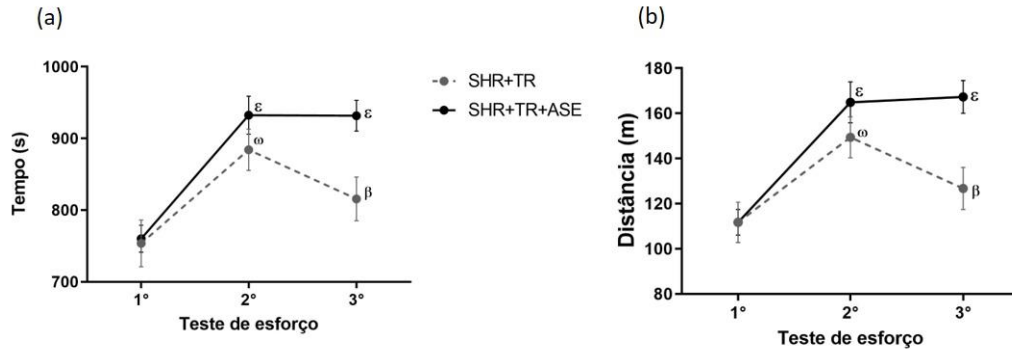 (a)
1000
900
800
700
Tempo (s)
ε
ω
ε
β
1°
2°
3°
Teste de esforço
SHR+TR
SHR+TR+ASE
(b)
180
160
140
120
100
80
Distância (m)
ε
ω
ε
β
1°
2°
3°
Teste de esforço